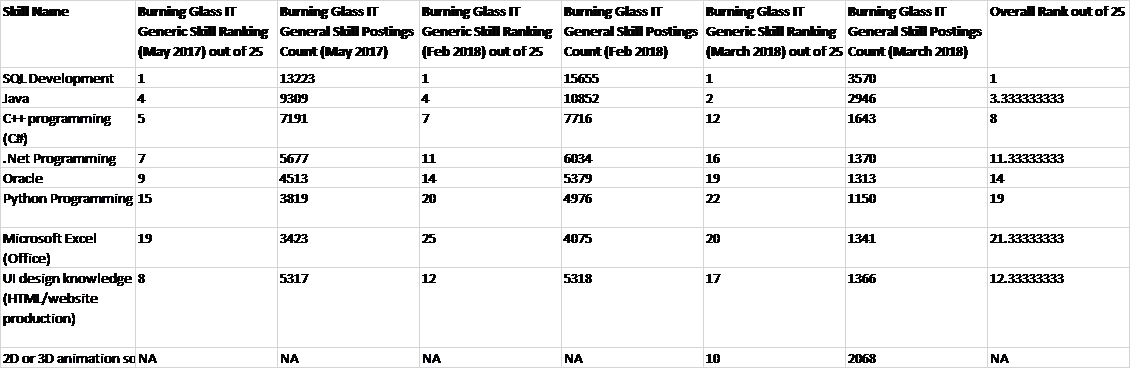 Skill Name Burning Glass IT Generic Skill Ranking (May 2017) out of 25 Burning Glass IT General Skill Postings Count (May 2017) Burning Glass IT Generic Skill Ranking (Feb 2018) out of 25 Burning Glass IT General Skill Postings Count (Feb 2018) Burning Glass IT Generic Skill Ranking (March 2018) out of 25 Burning Glass IT General Skill Postings Count (March 2018) Overall Rank out of 25
SQL Development 1 13223 1 15655 1 3570 1
Java 4 9309 4 10852 2 2946 3.333333333
C++ programming (C#) 5 7191 7 7716 12 1643 8
.Net Programming 7 5677 11 6034 16 1370 11.33333333
Oracle 9 4513 14 5379 19 1313 14
Python Programming 15 3819 20 4976 22 1150 19
Microsoft Excel (Office) 19 3423 25 4075 20 1341 21.33333333
UI design knowledge (HTML/website production) 8 5317 12 5318 17 1366 12.33333333
2D or 3D animation so NA NA NA NA 10 2068 NA